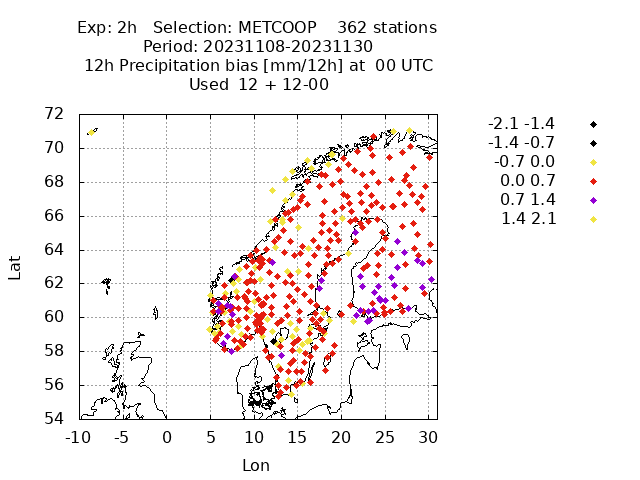 Exp: 2h   Selection: METCOOP    362 stations
Period: 20231108-20231130
12h Precipitation bias [mm/12h] at  00 UTC
Used  12 + 12-00
72
70
68
66
64
62
60
58
56
54
Lat
-10 -5 0 5 10 15 20 25 30
Lon
-2.1 -1.4
-1.4 -0.7
-0.7 0.0
0.0 0.7
0.7 1.4
1.4 2.1